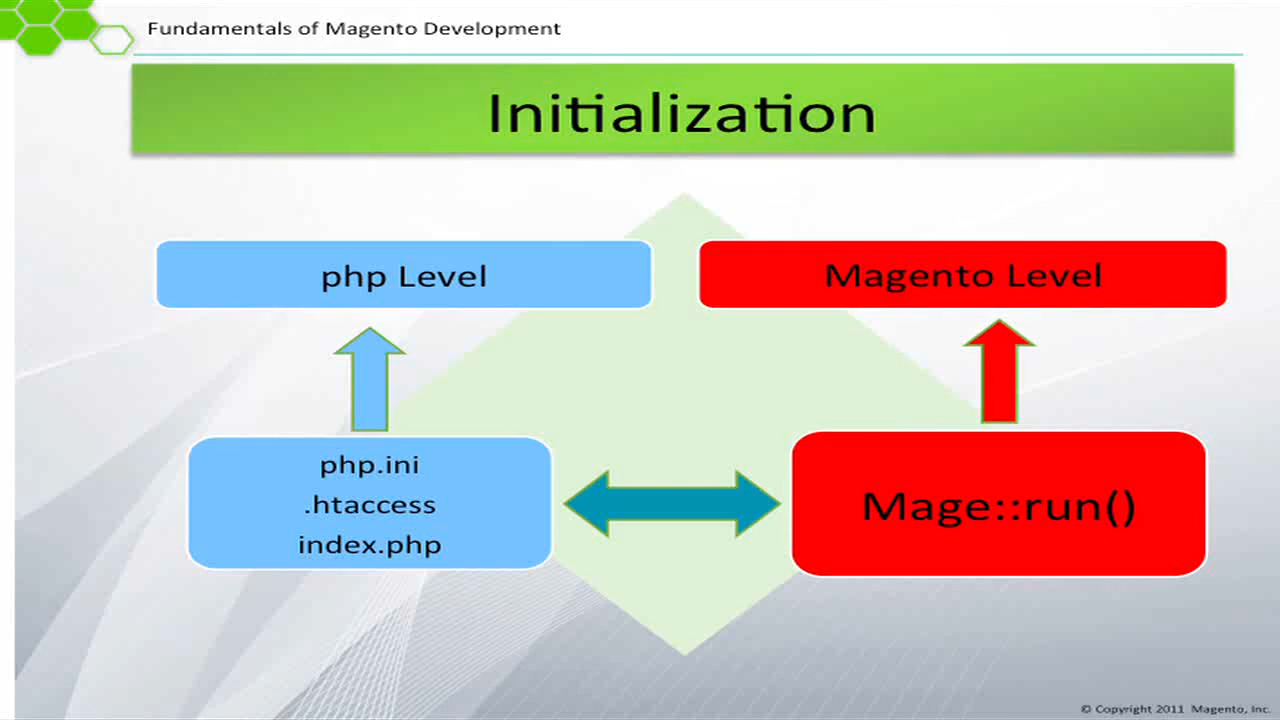 Fundamentals of Magento Development
Initialization
php Level
Magento Level
php.ini
.htaccess
index.php
Mage::run()
© Copyright 2011 Magento, Inc.